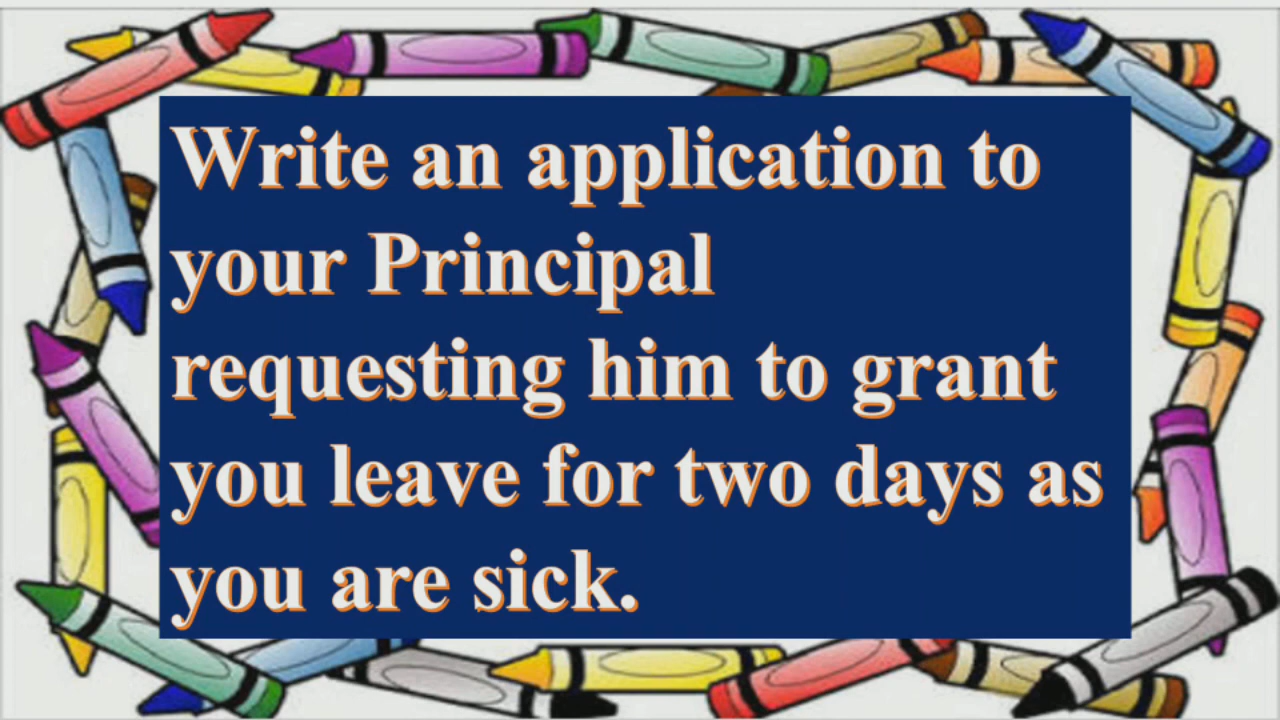 Write an application to
your Principal
requesting him to grant
you leave for two days as
you are sick.